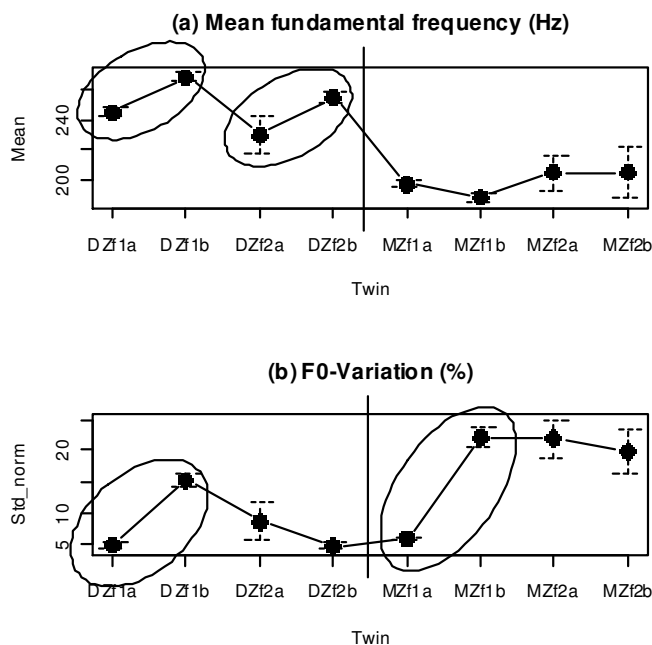 (a) Mean fundamental frequency (Hz)
Mean
240
200
DZf1a DZf1b DZf2a DZf2b MZf1a MZf1b MZf2a MZf2b
Twin
(b) F0-Variation (%)
Std_norm
20
10
5
DZf1a DZf1b DZf2a DZf2b MZf1a MZf1b MZf2a MZf2b
Twin